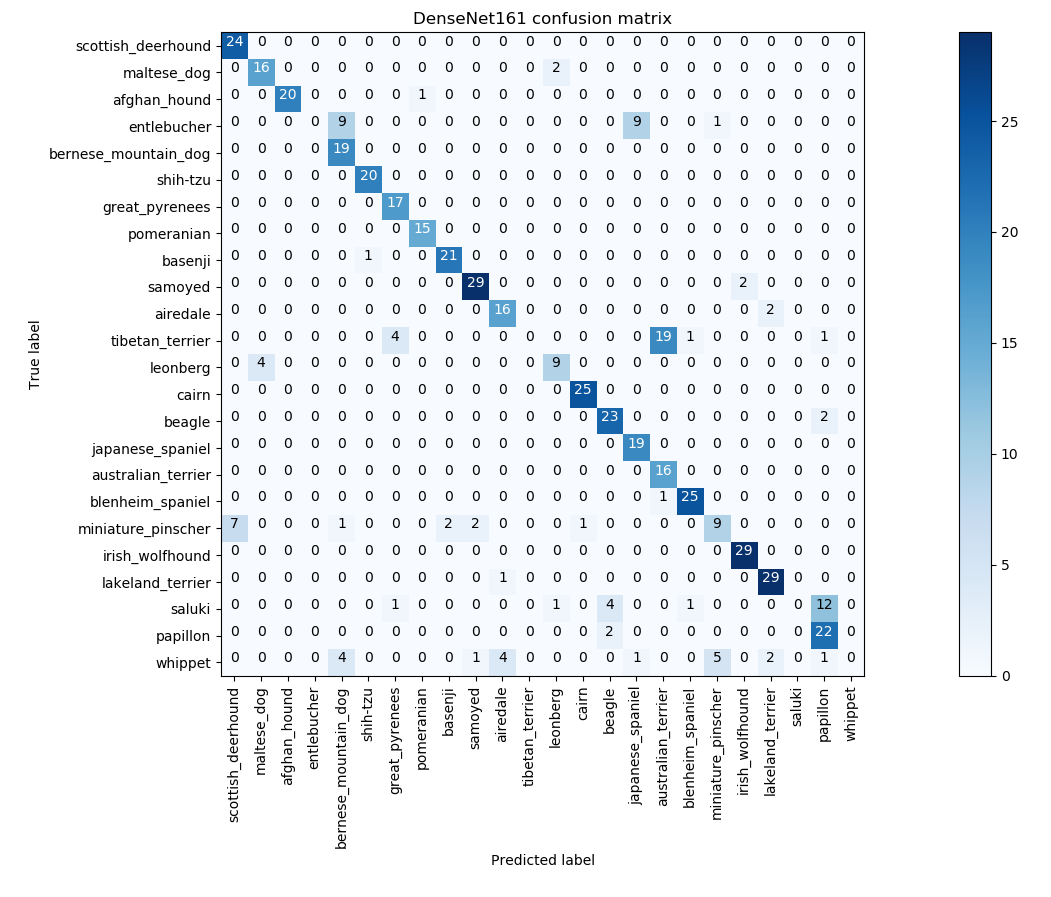 DenseNet161 confusion matrix
scottish_deerhound 24 0 0 0 0 0 0 0 0 0 0 0 0 0 0 0 0 0 0 0 0 0 0 0
maltese_dog 0 16 0 0 0 0 0 0 0 0 0 0 2 0 0 0 0 0 0 0 0 0 0 0
afghan_hound 0 0 20 0 0 0 0 1 0 0 0 0 0 0 0 0 0 0 0 0 0 0 0 0
entlebucher 0 0 0 0 9 0 0 0 0 0 0 0 0 0 0 9 0 0 1 0 0 0 0 0
bernese_mountain_dog 0 0 0 0 19 0 0 0 0 0 0 0 0 0 0 0 0 0 0 0 0 0 0 0
shih-tzu 0 0 0 0 0 20 0 0 0 0 0 0 0 0 0 0 0 0 0 0 0 0 0 0
great_pyrenees 0 0 0 0 0 0 17 0 0 0 0 0 0 0 0 0 0 0 0 0 0 0 0 0
pomeranian 0 0 0 0 0 0 0 15 0 0 0 0 0 0 0 0 0 0 0 0 0 0 0 0
basenji 0 0 0 0 0 1 0 0 21 0 0 0 0 0 0 0 0 0 0 0 0 0 0 0
samoyed 0 0 0 0 0 0 0 0 0 29 0 0 0 0 0 0 0 0 0 2 0 0 0 0
airedale 0 0 0 0 0 0 0 0 0 0 16 0 0 0 0 0 0 0 0 0 2 0 0 0
tibetan_terrier 0 0 0 0 0 0 4 0 0 0 0 0 0 0 0 0 19 1 0 0 0 0 1 0
leonberg 0 4 0 0 0 0 0 0 0 0 0 0 9 0 0 0 0 0 0 0 0 0 0 0
cairn 0 0 0 0 0 0 0 0 0 0 0 0 0 25 0 0 0 0 0 0 0 0 0 0
beagle 0 0 0 0 0 0 0 0 0 0 0 0 0 0 23 0 0 0 0 0 0 0 2 0
japanese_spaniel 0 0 0 0 0 0 0 0 0 0 0 0 0 0 0 19 0 0 0 0 0 0 0 0
australian_terrier 0 0 0 0 0 0 0 0 0 0 0 0 0 0 0 0 16 0 0 0 0 0 0 0
blenheim_spaniel 0 0 0 0 0 0 0 0 0 0 0 0 0 0 0 0 1 25 0 0 0 0 0 0
miniature_pinscher 7 0 0 0 1 0 0 0 2 2 0 0 0 1 0 0 0 0 9 0 0 0 0 0
irish_wolfhound 0 0 0 0 0 0 0 0 0 0 0 0 0 0 0 0 0 0 0 29 0 0 0 0
lakeland_terrier 0 0 0 0 0 0 0 0 0 0 1 0 0 0 0 0 0 0 0 0 29 0 0 0
saluki 0 0 0 0 0 0 1 0 0 0 0 0 1 0 4 0 0 1 0 0 0 0 12 0
papillon 0 0 0 0 0 0 0 0 0 0 0 0 0 0 2 0 0 0 0 0 0 0 22 0
whippet 0 0 0 0 4 0 0 0 0 1 4 0 0 0 0 1 0 0 5 0 2 0 1 0
True label
scottish_deerhound
maltese_dog
afghan_hound
entlebucher
bernese_mountain_dog
shih-tzu
great_pyrenees
pomeranian
basenji
samoyed
airedale
tibetan_terrier
leonberg
cairn
beagle
japanese_spaniel
australian_terrier
blenheim_spaniel
miniature_pinscher
irish_wolfhound
lakeland_terrier
saluki
papillon
whippet
Predicted label
25
20
15
10
5
0